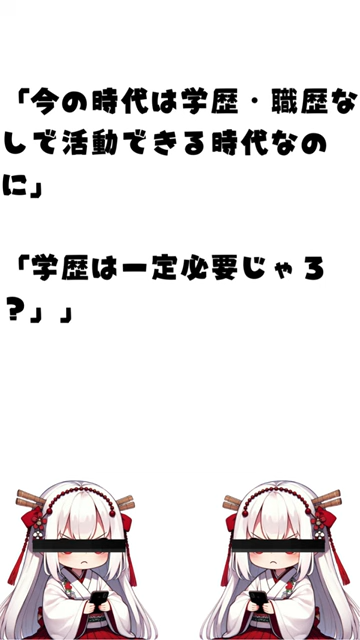 「今の時代は学歴・職歴な
しで活動できる時代なの
に」
「学歴は一定必要じゃろ
？」」